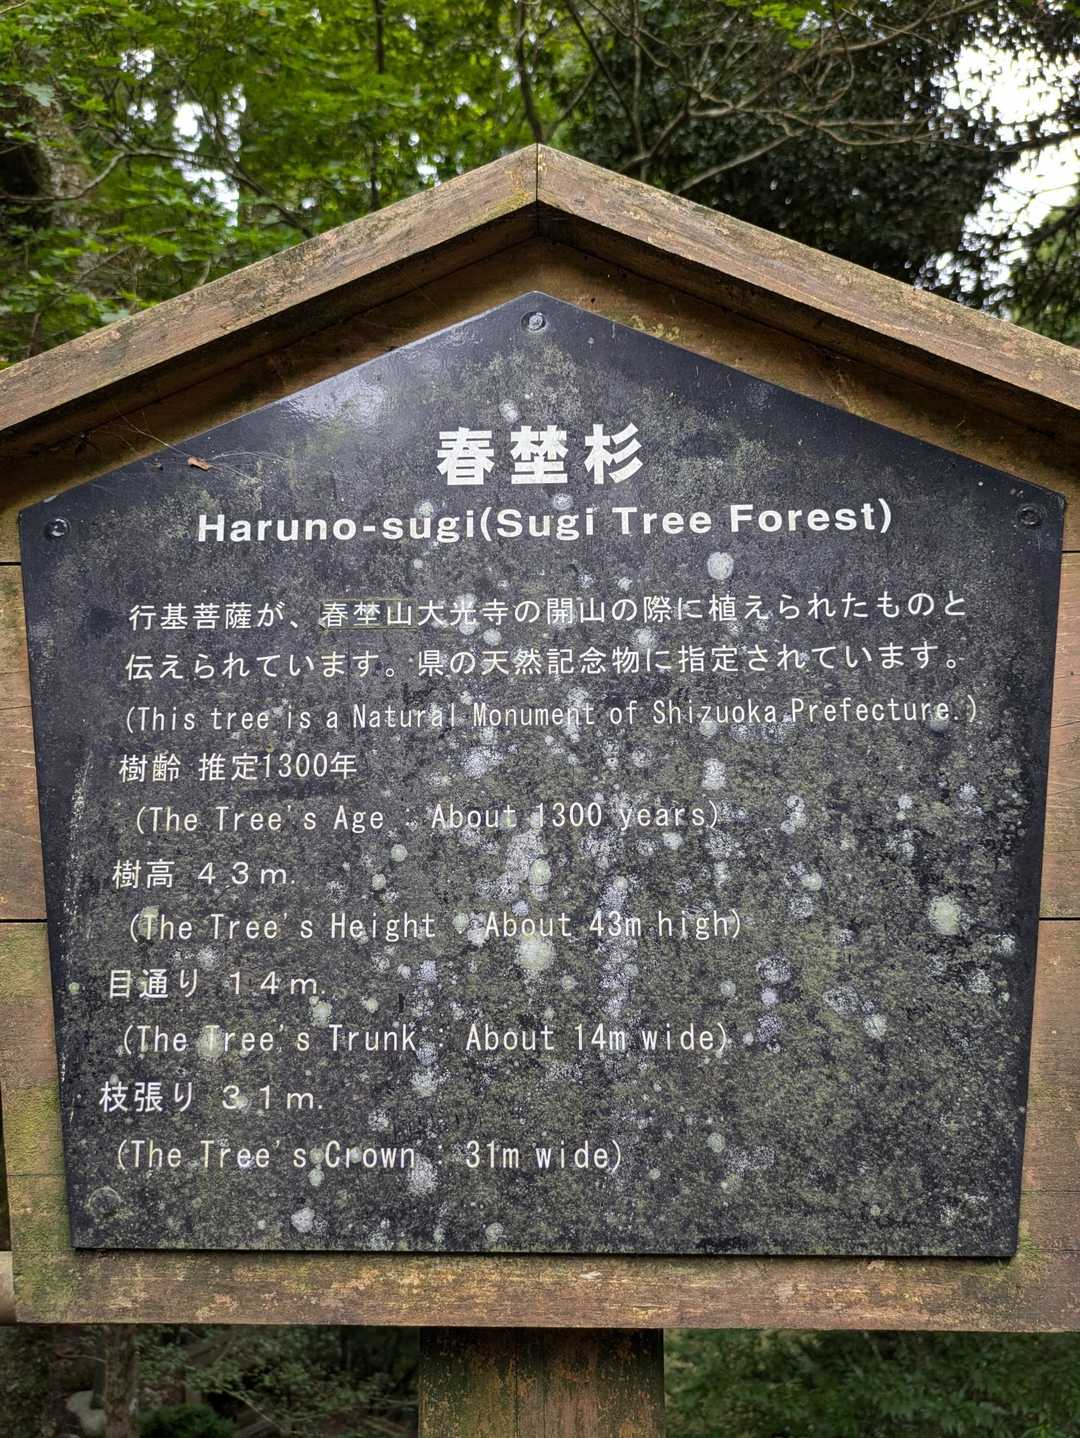 春埜杉
Haruno-sugi(Sugi Tree Forest)
行基菩薩が、春埜山大光寺の開山の際に植えられたものと
伝えられています。県の天然記念物に指定されています。
(This tree is a Natural Monument of Shizuoka Prefecture.)
樹齢 推定1300年
(The Tree's Age : About 1300 years)
樹高 ４３ｍ.
(The Tree's Height : About 43m high)
目通り １４ｍ.
(The Tree's Trunk : About 14m wide)
枝張り ３１ｍ.
(The Tree's Crown : 31m wide)